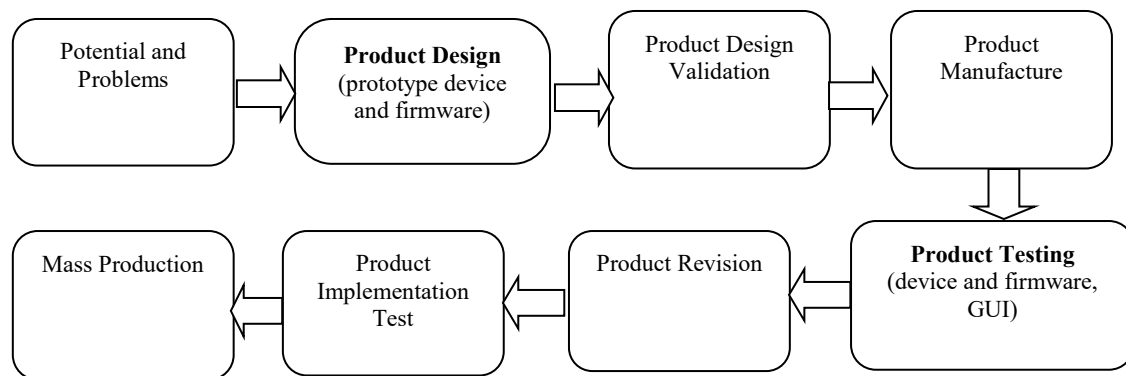 Potential and
Problems
Product Design
(prototype device
and firmware)
Product Design
Validation
Product
Manufacture
Product Testing
(device and firmware,
GUI)
Product Revision
Product
Implementation
Test
Mass Production